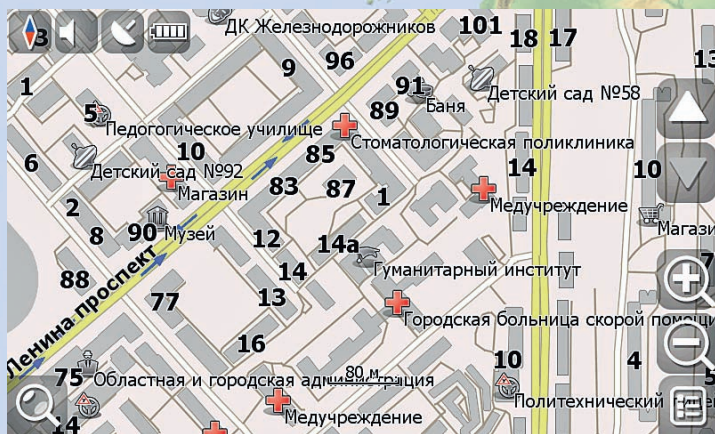 ДК Железнодорожников
101
18
17
3
13
96
9
1
91
5
89
Баня
Детский сад №58
Педогогическое училище
Стоматологическая поликлиника
6
10
85
14
10
Детский сад №92
Магазин
83
87
1
Медучреждение
2
8
90
Музей
12
14а
Магази
88
14
Гуманитарный институт
77
13
Ленина проспект
Городская больница скорой помощи
16
10
4
75
Областная и городская администрация
80 м
Политехнический
14
Медучреждение